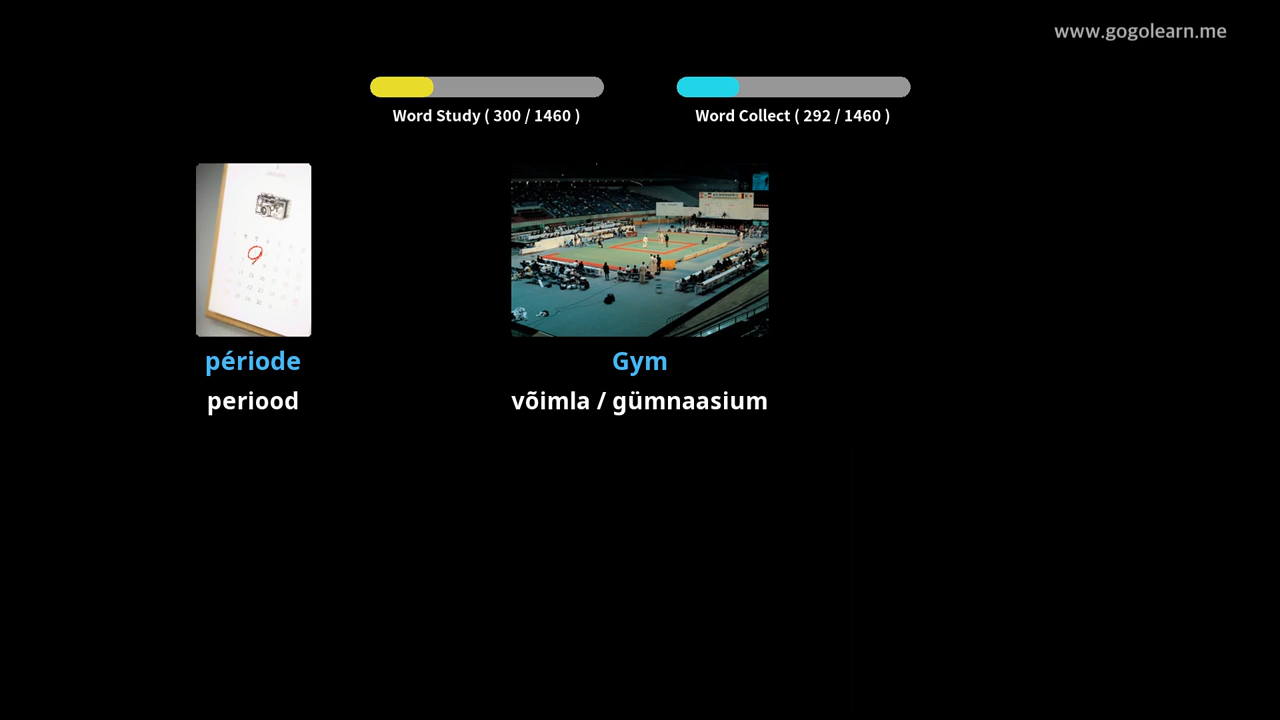 www.gogolearn.me
Word Study ( 300 / 1460 )
Word Collect ( 292 / 1460 )
période
periood
Gym
võimla / gümnaasium